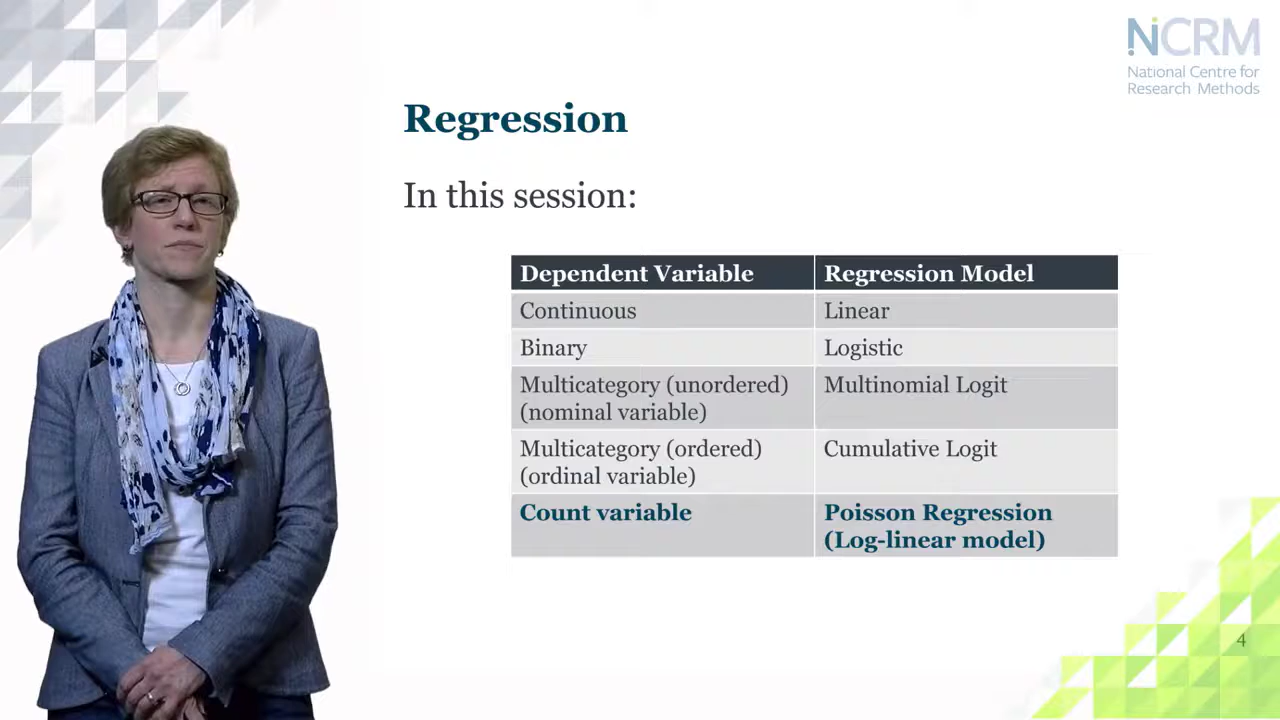 NCRM
National Centre for
Research Methods
Regression
In this session:
Dependent Variable Regression Model
Continuous Linear
Binary Logistic
Multicategory (unordered) Multinomial Logit
(nominal variable)
Multicategory (ordered) Cumulative Logit
(ordinal variable)
Count variable Poisson Regression
(Log-linear model)
4